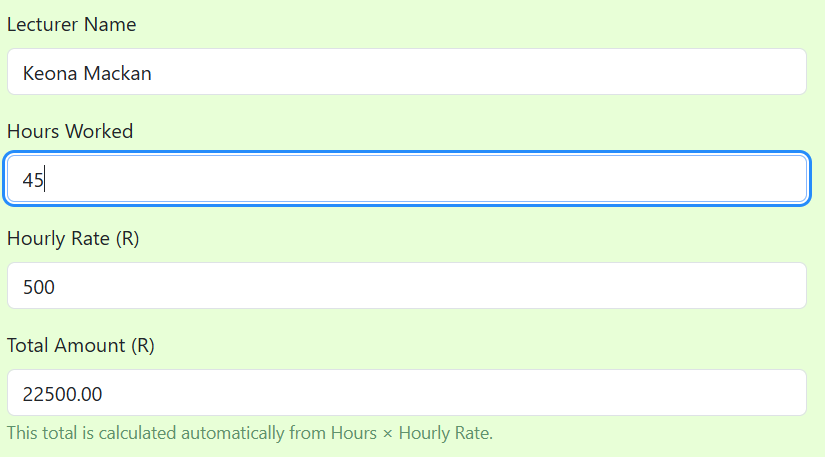 Lecturer Name
Keona Mackan
Hours Worked
45
Hourly Rate (R)
500
Total Amount (R)
22500.00
This total is calculated automatically from Hours × Hourly Rate.